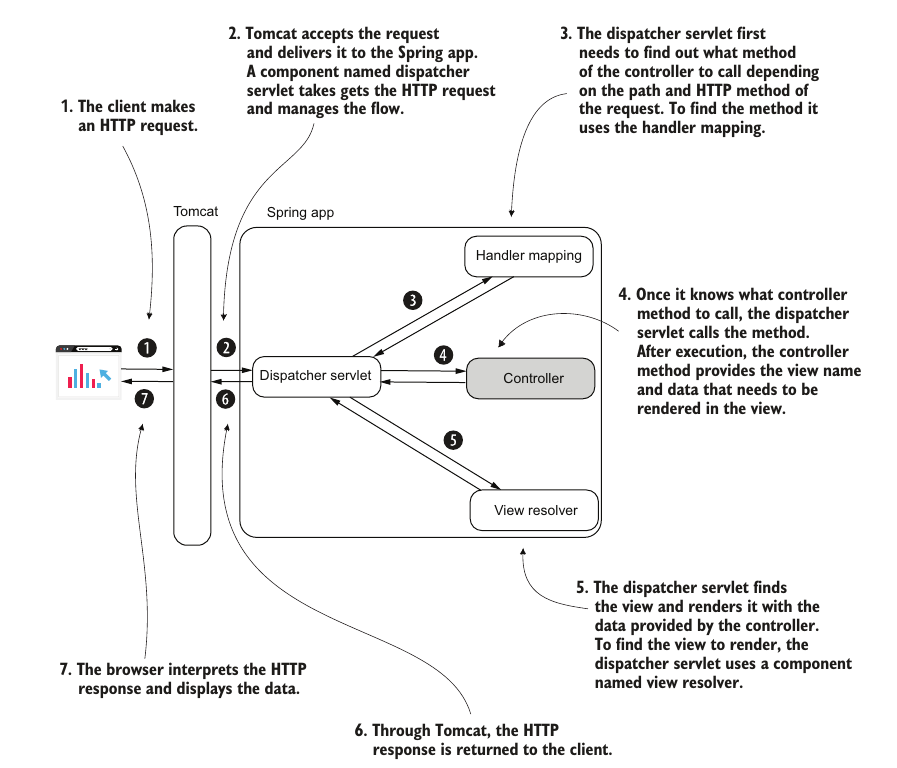 2. Tomcat accepts the request
and delivers it to the Spring app.
A component named dispatcher
servlet takes gets the HTTP request
and manages the flow.
3. The dispatcher servlet first
needs to find out what method
of the controller to call depending
on the path and HTTP method of
the request. To find the method it
uses the handler mapping.
1. The client makes
an HTTP request.
Tomcat
Spring app
Handler mapping
3
4. Once it knows what controller
method to call, the dispatcher
servlet calls the method.
After execution, the controller
method provides the view name
and data that needs to be
rendered in the view.
1
2
4
Dispatcher servlet
Controller
7
6
5
View resolver
5. The dispatcher servlet finds
the view and renders it with the
data provided by the controller.
To find the view to render, the
dispatcher servlet uses a component
named view resolver.
7. The browser interprets the HTTP
response and displays the data.
6. Through Tomcat, the HTTP
response is returned to the client.